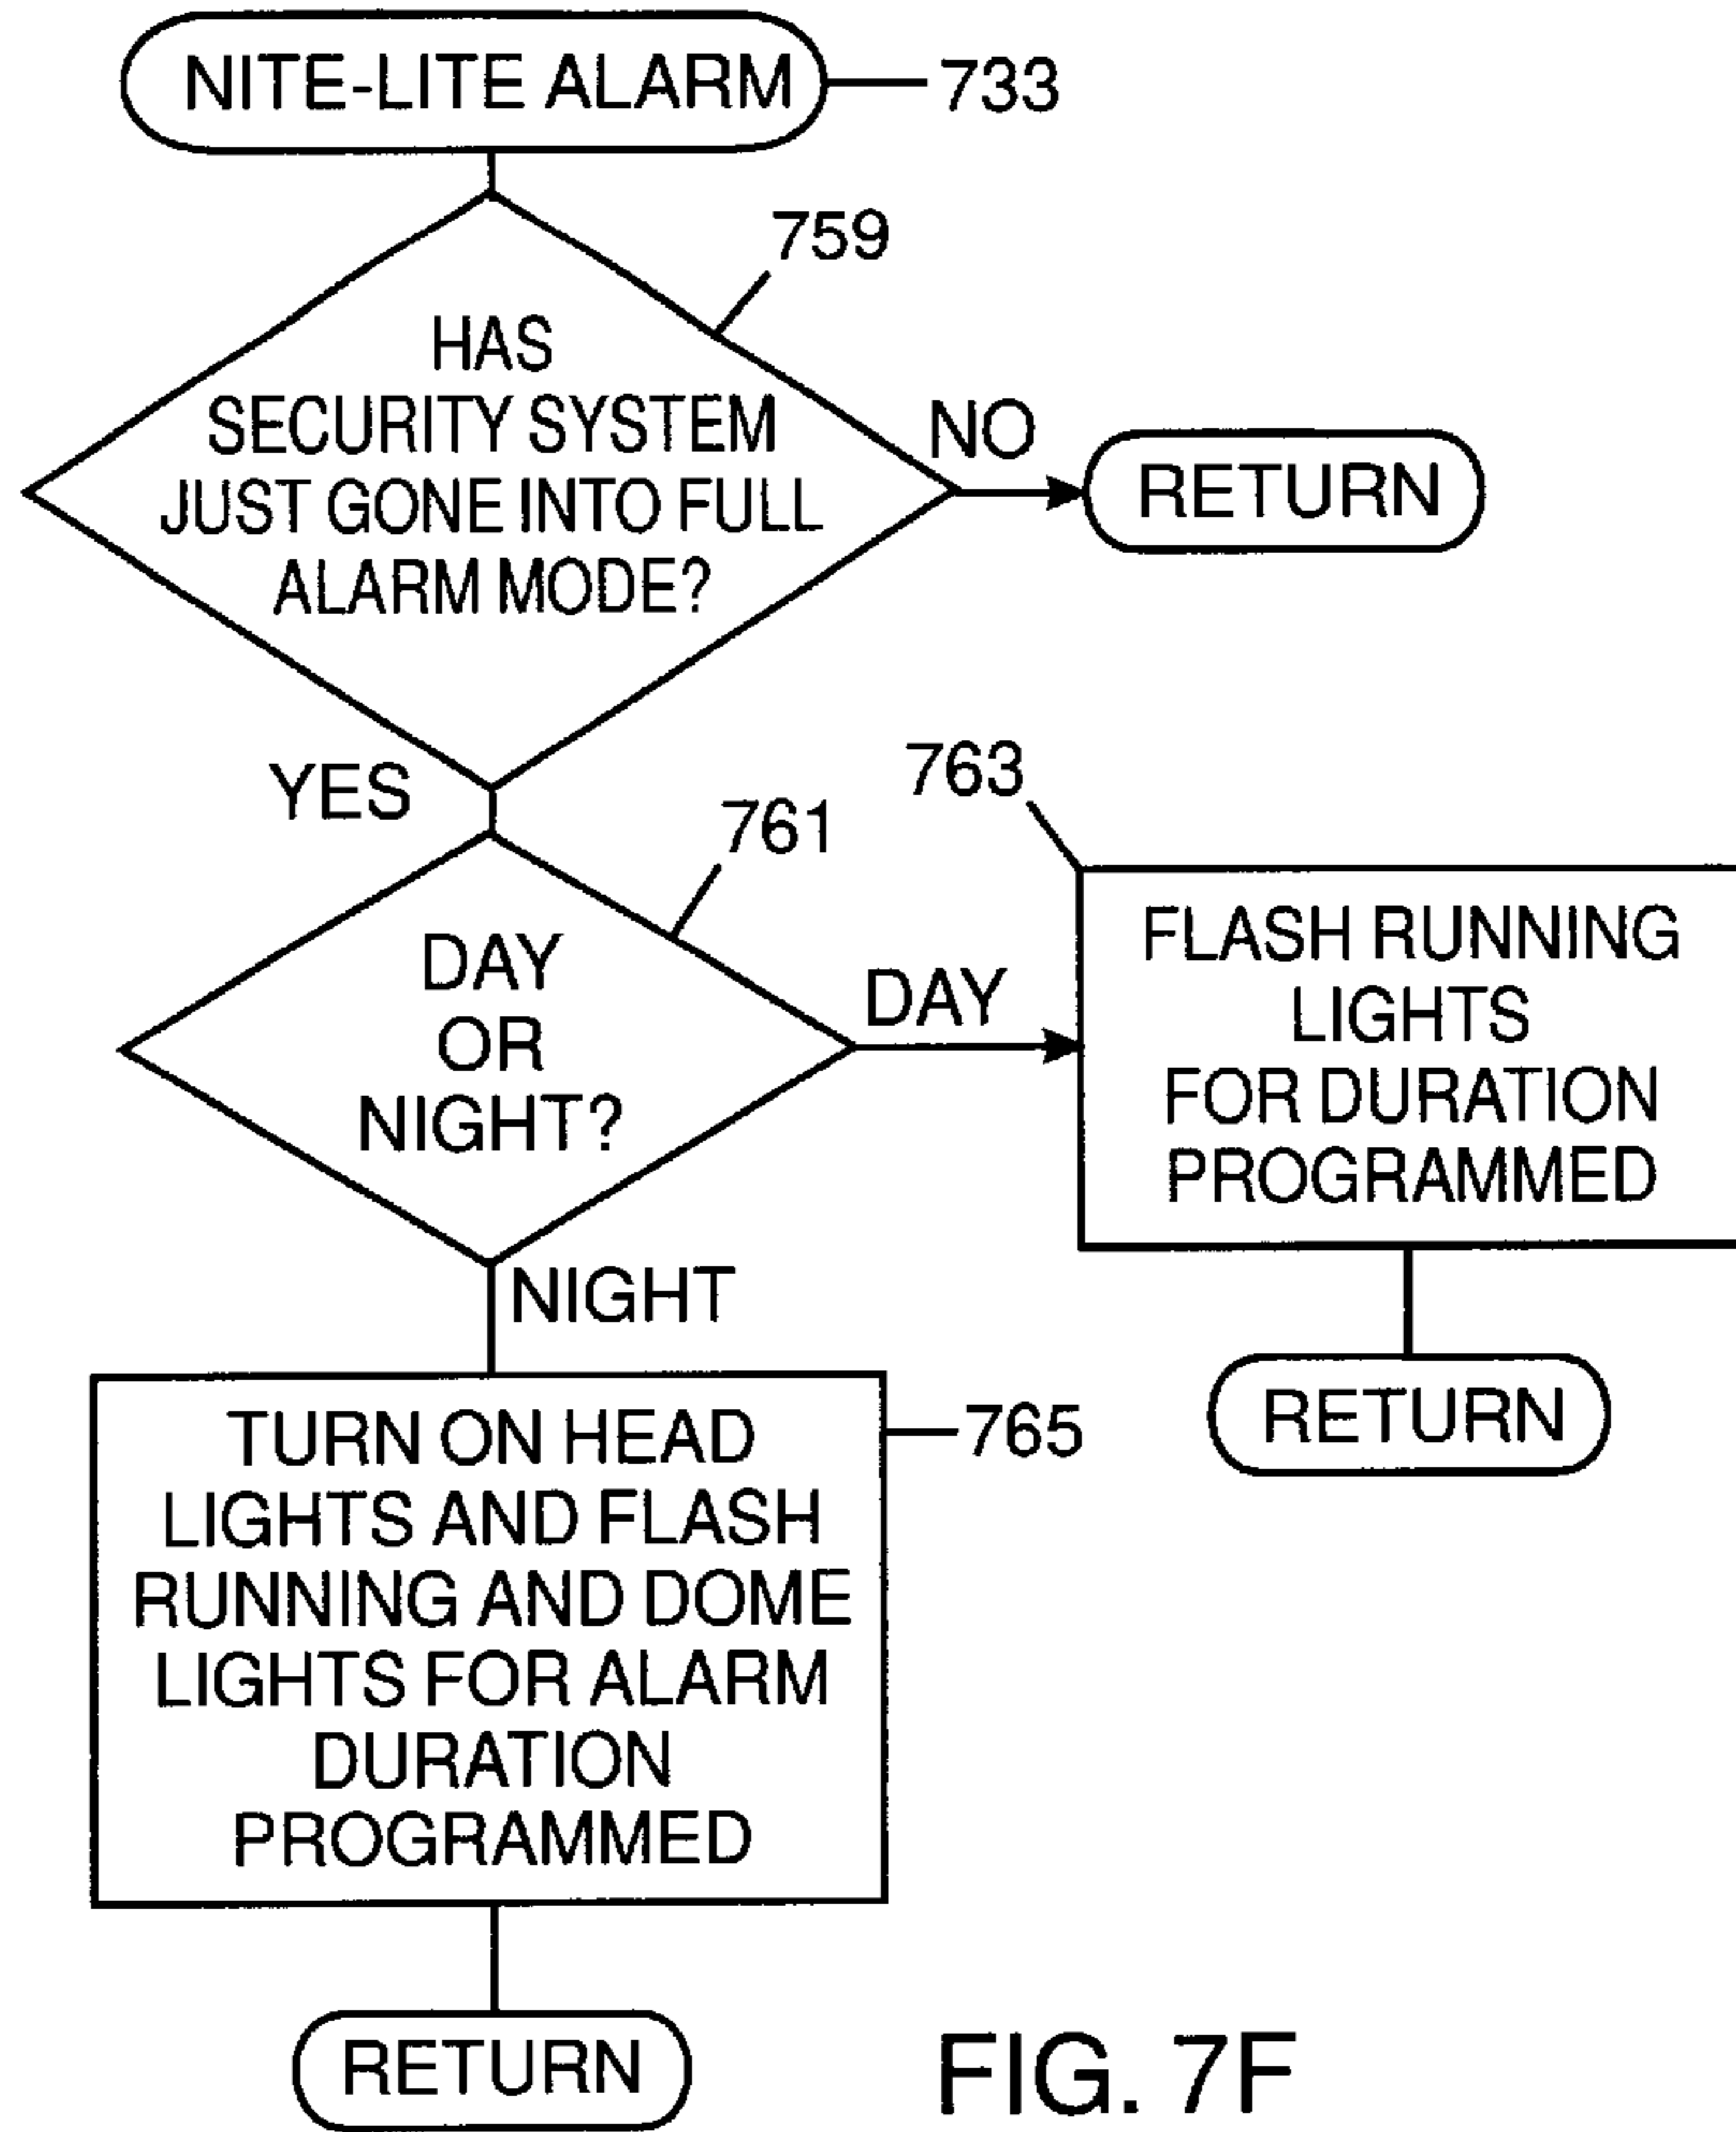 NITE-LITE ALARM
733
759
HAS
SECURITY SYSTEM
JUST GONE INTO FULL
ALARM MODE?
NO
RETURN
YES
761
763
DAY
OR
NIGHT?
DAY
FLASH RUNNING
LIGHTS
FOR DURATION
PROGRAMMED
RETURN
NIGHT
765
TURN ON HEAD
LIGHTS AND FLASH
RUNNING AND DOME
LIGHTS FOR ALARM
DURATION
PROGRAMMED
RETURN
FIG. 7F